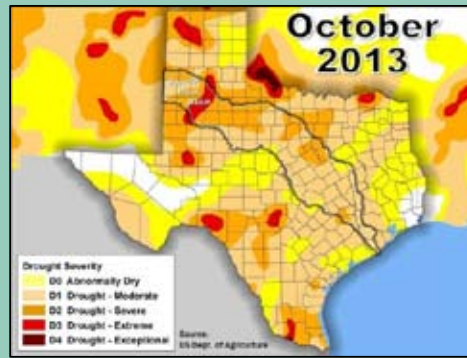 October
2013
Drought Severity
D0 Abnormally Dry
D1 Drought - Moderate
D2 Drought - Severe
D3 Drought - Extreme
D4 Drought - Exceptional
Source:
US Dept. of Agriculture